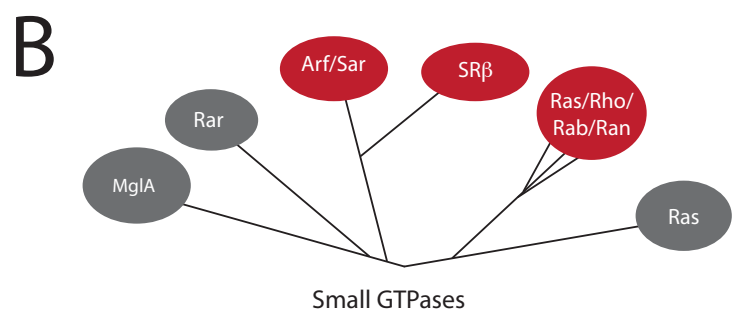 B
Arf/Sar
SRβ
Rar
Ras/Rho/
Rab/Ran
MglA
Ras
Small GTPases